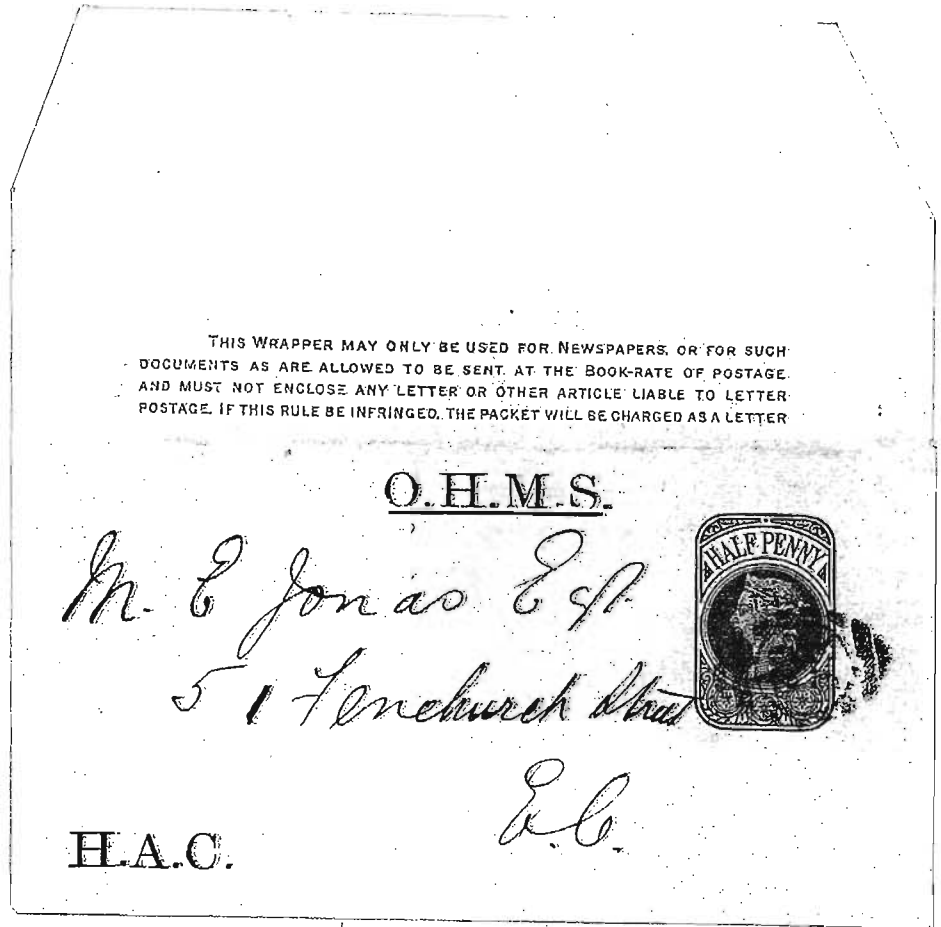 THIS WRAPPER MAY ONLY BE USED FOR NEWSPAPERS, OR FOR SUCH
DOCUMENTS AS ARE ALLOWED TO BE SENT AT THE BOOK-RATE OF POSTAGE
AND MUST NOT ENCLOSE ANY LETTER OR OTHER ARTICLE LIABLE TO LETTER
POSTAGE. IF THIS RULE BE INFRINGED, THE PACKET WILL BE CHARGED AS A LETTER
O.H.M.S.
HALF PENNY
M. E Jonas Esq.
51 Fenchurch Street
E.C.
H.A.C.